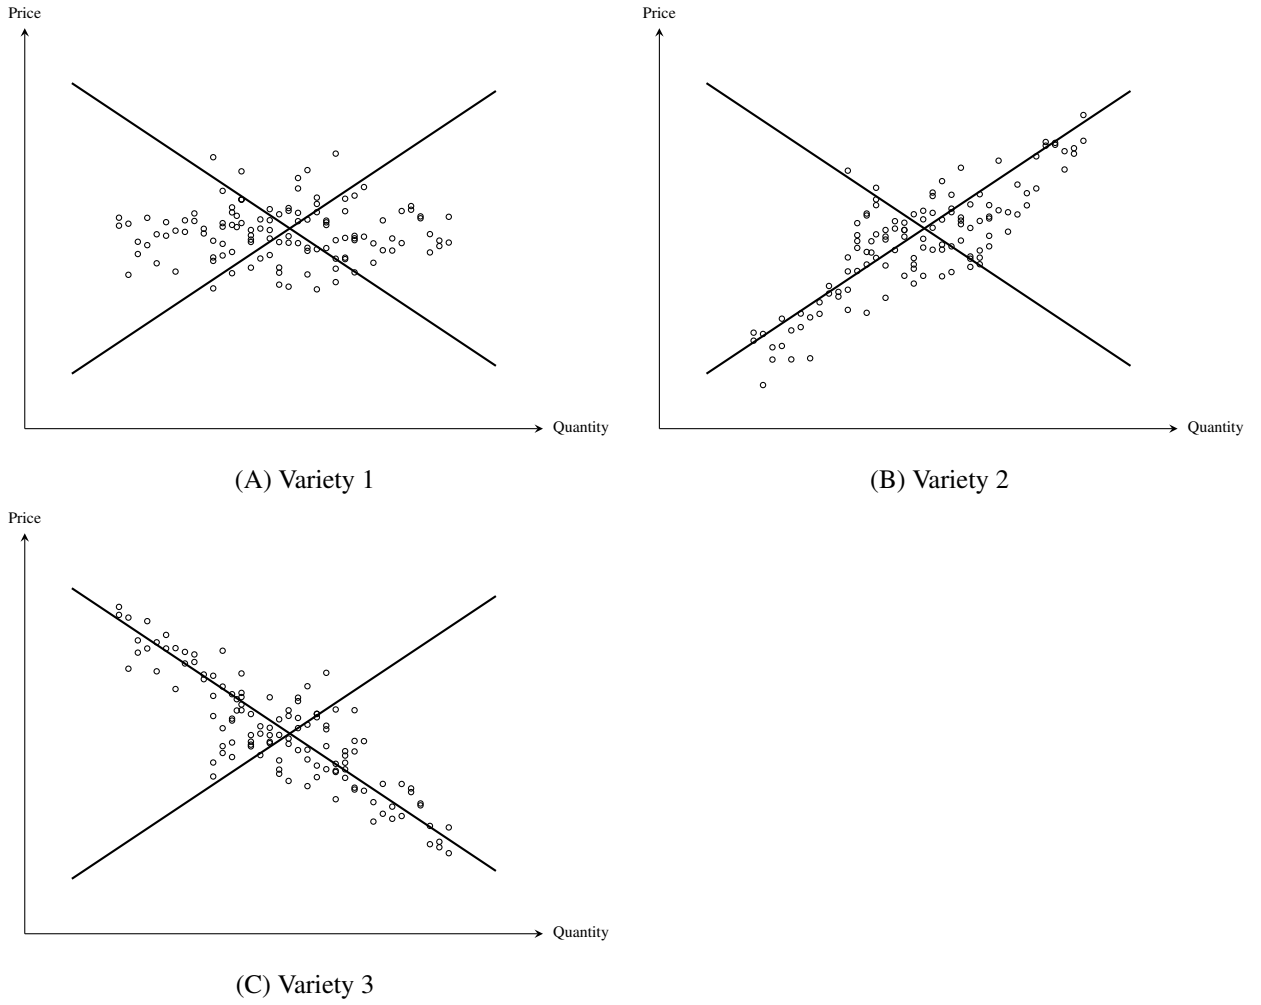 Price
Quantity
(A) Variety 1
Price
Quantity
(B) Variety 2
Price
Quantity
(C) Variety 3